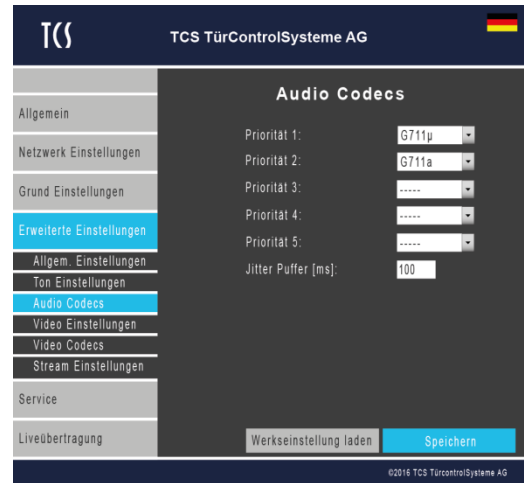 TCS
TCS TürControlSysteme AG
Allgemein
Netzwerk Einstellungen
Grund Einstellungen
Erweiterte Einstellungen
Allgem. Einstellungen
Ton Einstellungen
Audio Codecs
Video Einstellungen
Video Codecs
Stream Einstellungen
Service
Liveübertragung
Audio Codecs
Priorität 1: G711µ
Priorität 2: G711a
Priorität 3: -----
Priorität 4: -----
Priorität 5: -----
Jitter Puffer [ms]: 100
Werkseinstellung laden Speichern
©2016 TCS TürcontrolSysteme AG